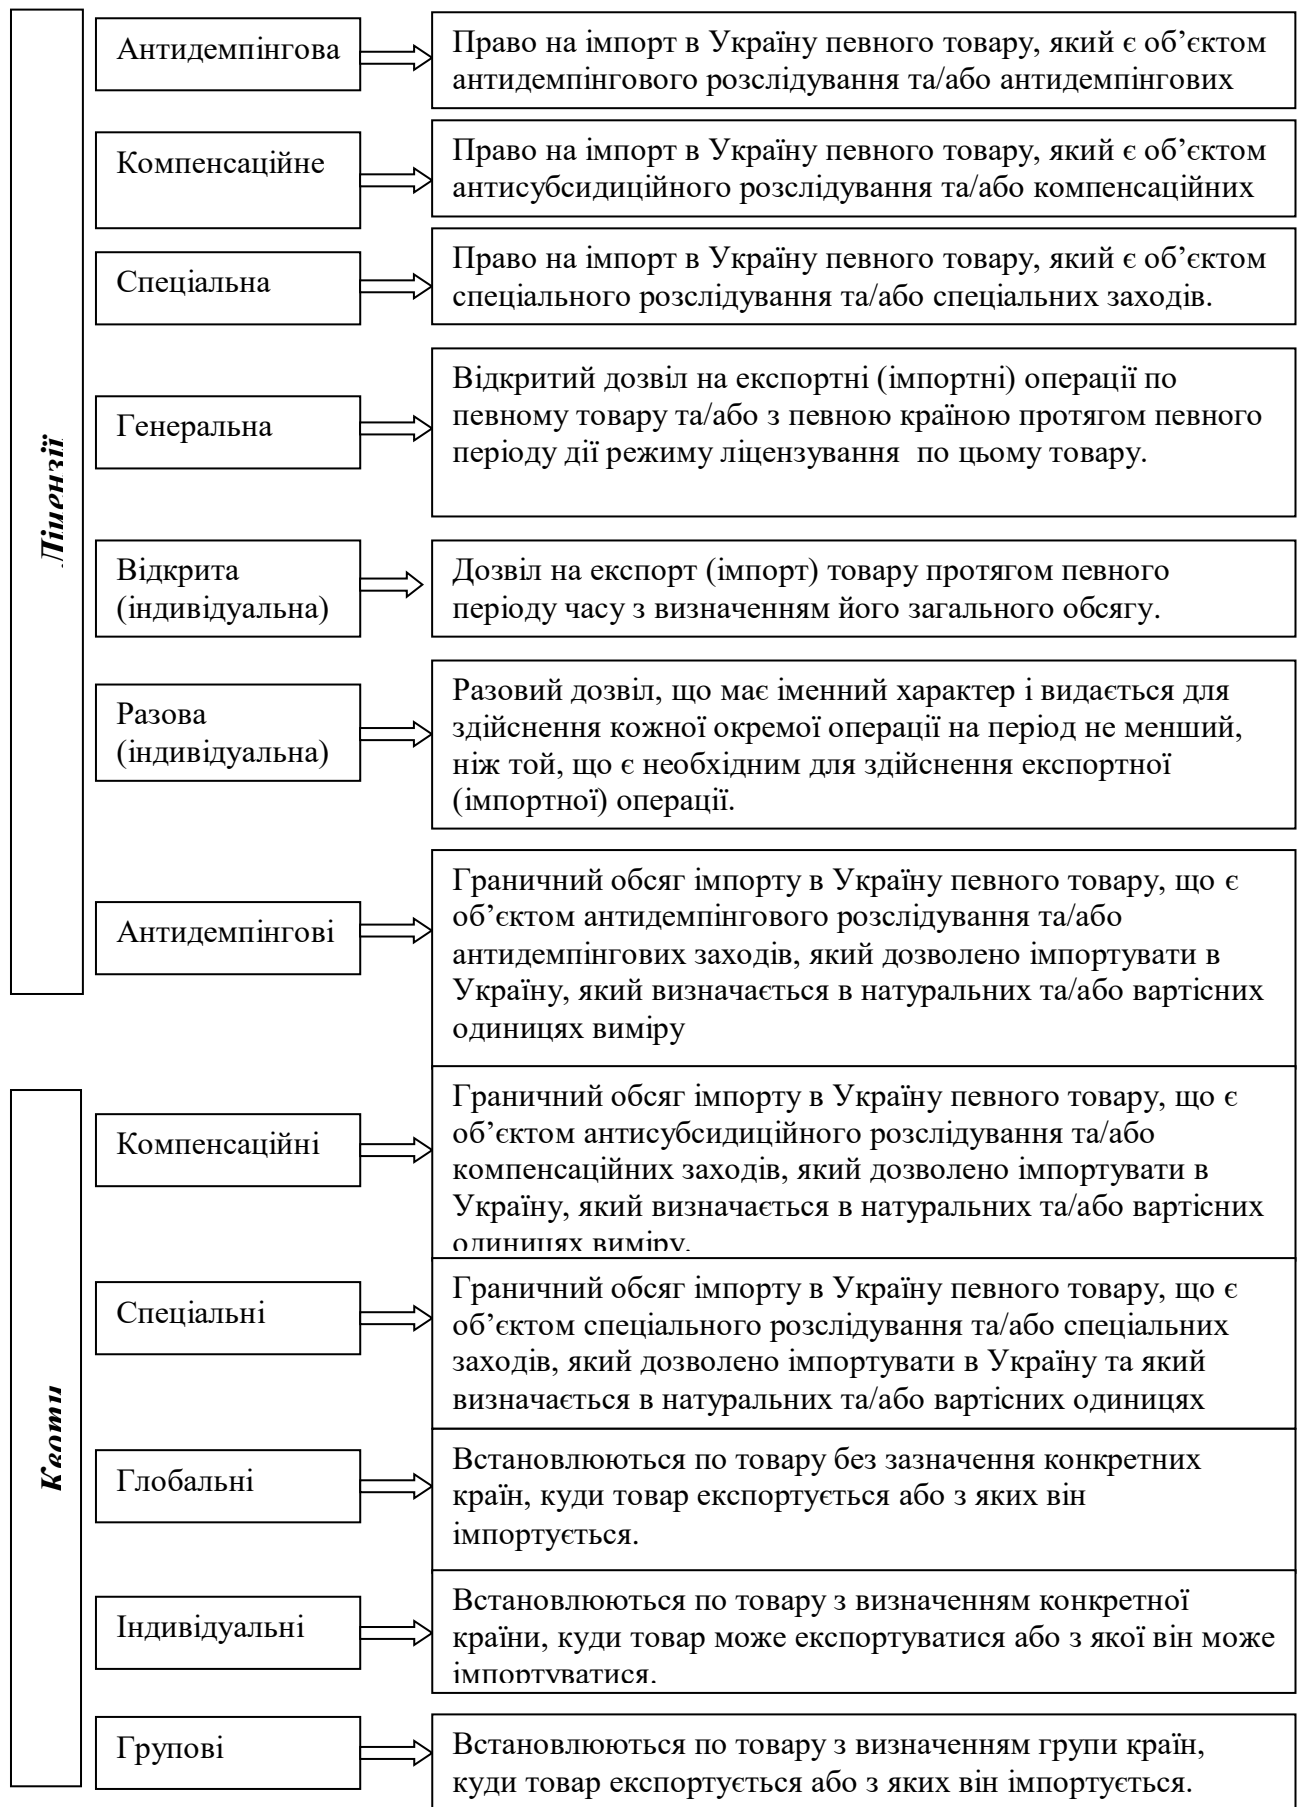 Ліцензії
Антидемпінгова
Право на імпорт в Україну певного товару, який є об’єктом
антидемпінгового розслідування та/або антидемпінгових
Компенсаційне
Право на імпорт в Україну певного товару, який є об’єктом
антисубсидиційного розслідування та/або компенсаційних
Спеціальна
Право на імпорт в Україну певного товару, який є об’єктом
спеціального розслідування та/або спеціальних заходів.
Генеральна
Відкритий дозвіл на експортні (імпортні) операції по
певному товару та/або з певною країною протягом певного
періоду дії режиму ліцензування по цьому товару.
Відкрита
(індивідуальна)
Дозвіл на експорт (імпорт) товару протягом певного
періоду часу з визначенням його загального обсягу.
Разова
(індивідуальна)
Разовий дозвіл, що має іменний характер і видається для
здійснення кожної окремої операції на період не менший,
ніж той, що є необхідним для здійснення експортної
(імпортної) операції.
Антидемпінгові
Граничний обсяг імпорту в Україну певного товару, що є
об’єктом антидемпінгового розслідування та/або
антидемпінгових заходів, який дозволено імпортувати в
Україну, який визначається в натуральних та/або вартісних
одиницях виміру
Квоти
Компенсаційні
Граничний обсяг імпорту в Україну певного товару, що є
об’єктом антисубсидиційного розслідування та/або
компенсаційних заходів, який дозволено імпортувати в
Україну, який визначається в натуральних та/або вартісних
одиницях виміру.
Спеціальні
Граничний обсяг імпорту в Україну певного товару, що є
об’єктом спеціального розслідування та/або спеціальних
заходів, який дозволено імпортувати в Україну та який
визначається в натуральних та/або вартісних одиницях
Глобальні
Встановлюються по товару без зазначення конкретних
країн, куди товар експортується або з яких він
імпортується.
Індивідуальні
Встановлюються по товару з визначенням конкретної
країни, куди товар може експортуватися або з якої він може
імпортуватися.
Групові
Встановлюються по товару з визначенням групи країн,
куди товар експортується або з яких він імпортується.